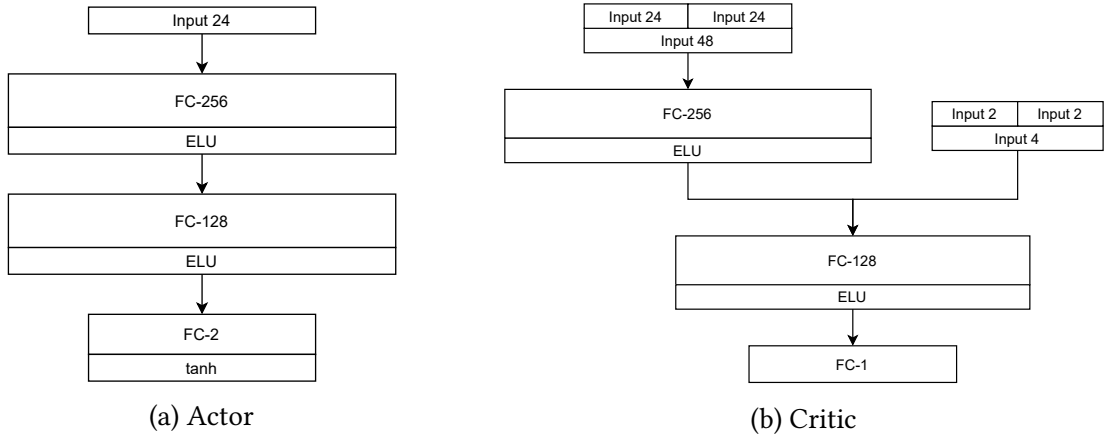 Input 24
FC-256
ELU
FC-128
ELU
FC-2
tanh
(a) Actor
Input 24 Input 24
Input 48
FC-256
ELU
Input 2 Input 2
Input 4
FC-128
ELU
FC-1
(b) Critic